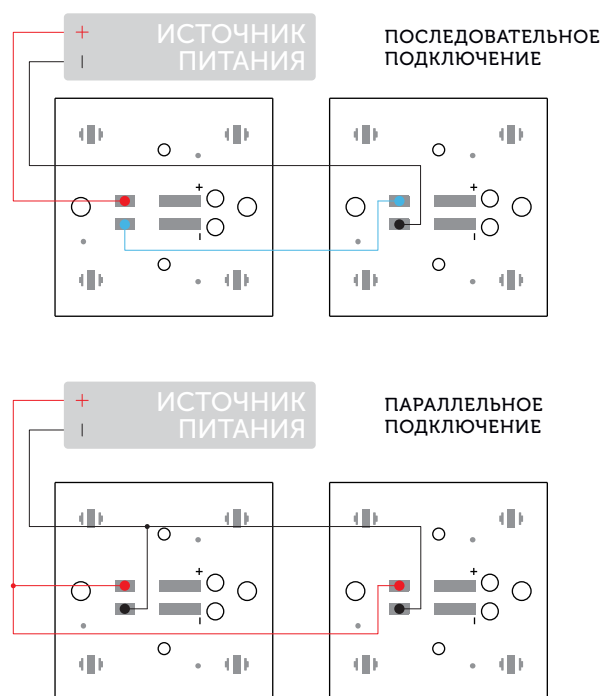 + ИСТОЧНИК
– ПИТАНИЯ
ПОСЛЕДОВАТЕЛЬНОЕ
ПОДКЛЮЧЕНИЕ
+ +
– –
+ ИСТОЧНИК
– ПИТАНИЯ
ПАРАЛЛЕЛЬНОЕ
ПОДКЛЮЧЕНИЕ
+ +
– –